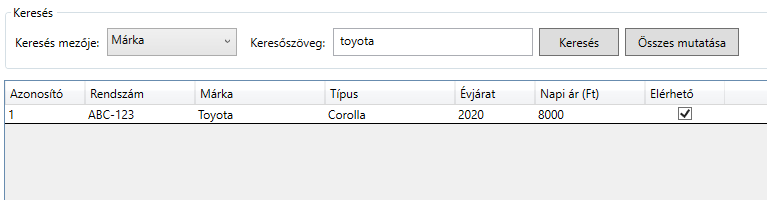 Keresés
Keresés mezője: Márka Keresőszöveg: toyota Keresés Összes mutatása
Azonosító Rendszám Márka Típus Évjárat Napi ár (Ft) Elérhető
1 ABC-123 Toyota Corolla 2020 8000